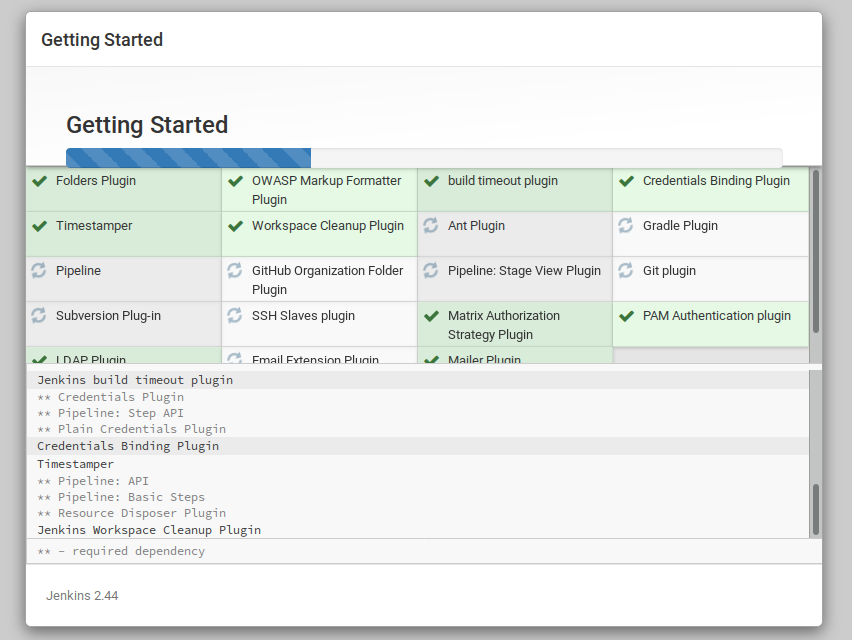 Getting Started
Getting Started
Folders Plugin
OWASP Markup Formatter
Plugin
build timeout plugin
Credentials Binding Plugin
Timestamper
Workspace Cleanup Plugin
Ant Plugin
Gradle Plugin
Pipeline
GitHub Organization Folder
Plugin
Pipeline: Stage View Plugin
Git plugin
Subversion Plug-in
SSH Slaves plugin
Matrix Authorization
Strategy Plugin
PAM Authentication plugin
LDAP Plugin
Email Extension Plugin
Mailer Plugin
Jenkins build timeout plugin
** Credentials Plugin
** Pipeline: Step API
** Plain Credentials Plugin
Credentials Binding Plugin
Timestamper
** Pipeline: API
** Pipeline: Basic Steps
** Resource Disposer Plugin
Jenkins Workspace Cleanup Plugin
** – required dependency
Jenkins 2.44